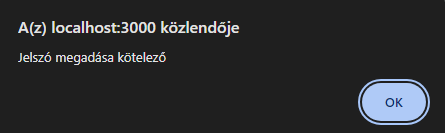 A(z) localhost:3000 közlendője
Jelszó megadása kötelező
OK